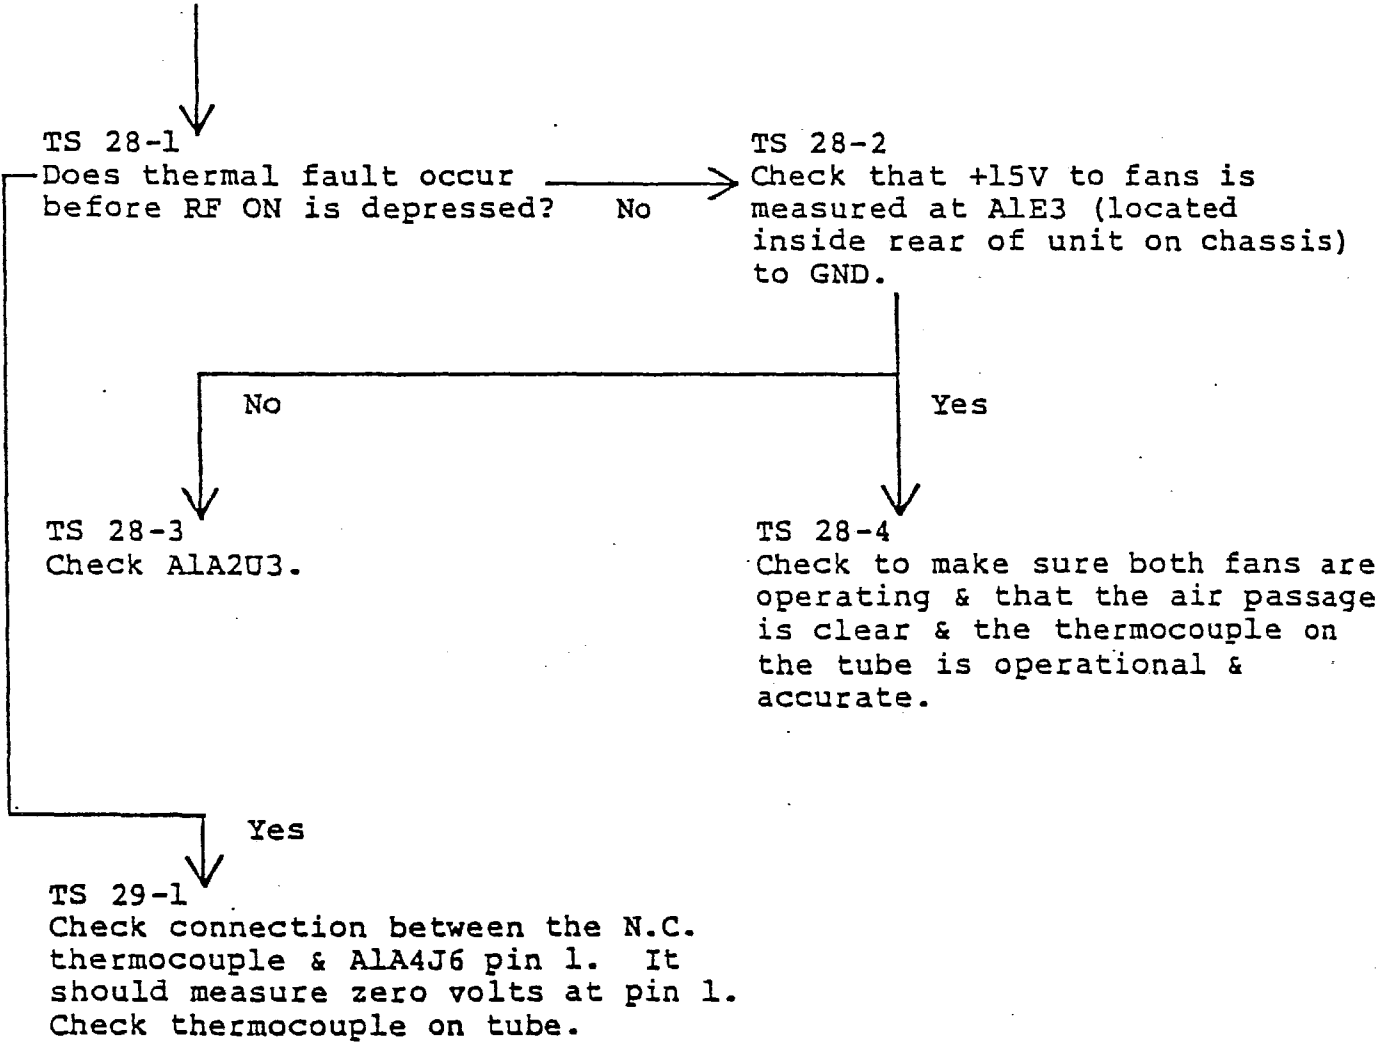 TS 28-1
Does thermal fault occur
before RF ON is depressed?
No
TS 28-2
Check that +15V to fans is
measured at A1E3 (located
inside rear of unit on chassis)
to GND.
No
Yes
TS 28-3
Check A1A2U3.
TS 28-4
Check to make sure both fans are
operating & that the air passage
is clear & the thermocouple on
the tube is operational &
accurate.
Yes
TS 29-1
Check connection between the N.C.
thermocouple & A1A4J6 pin 1. It
should measure zero volts at pin 1.
Check thermocouple on tube.